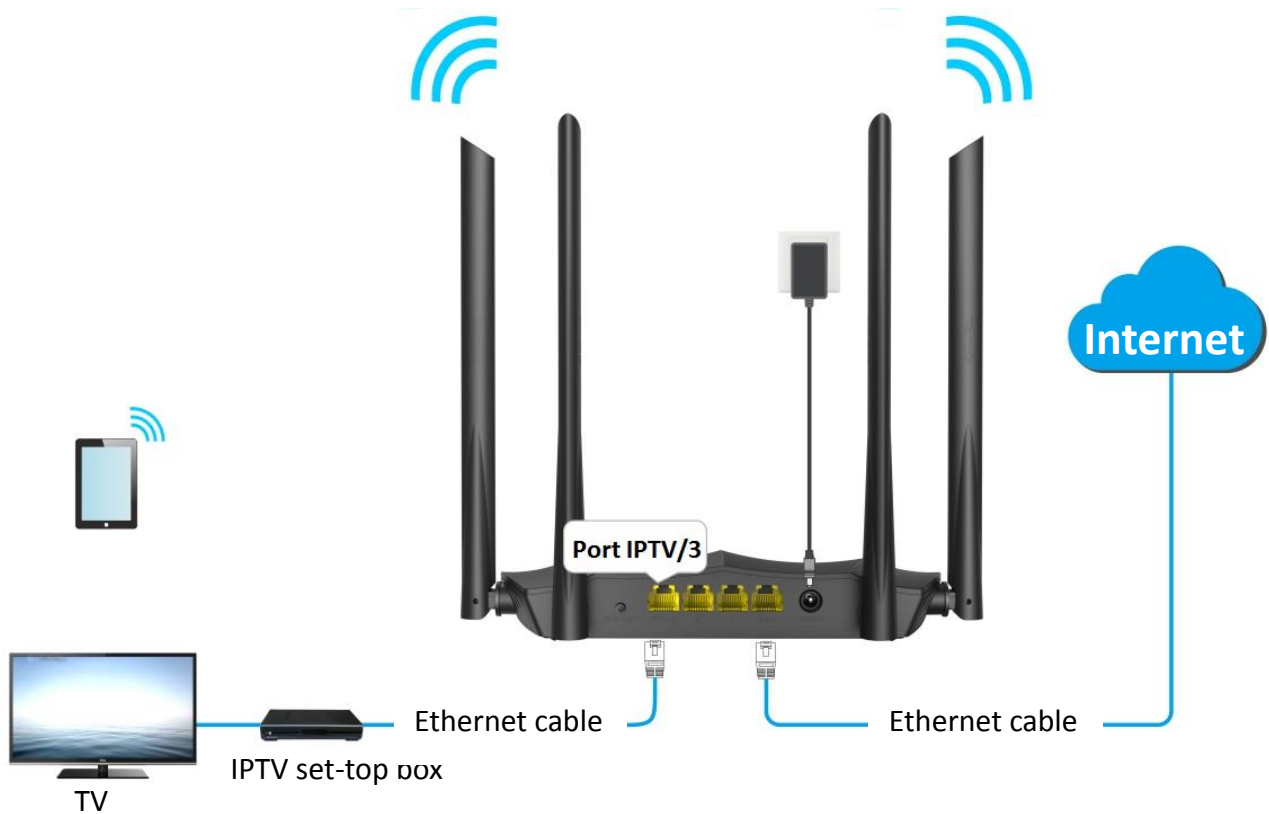 Internet
Port IPTV/3
Ethernet cable
Ethernet cable
IPTV set-top box
TV